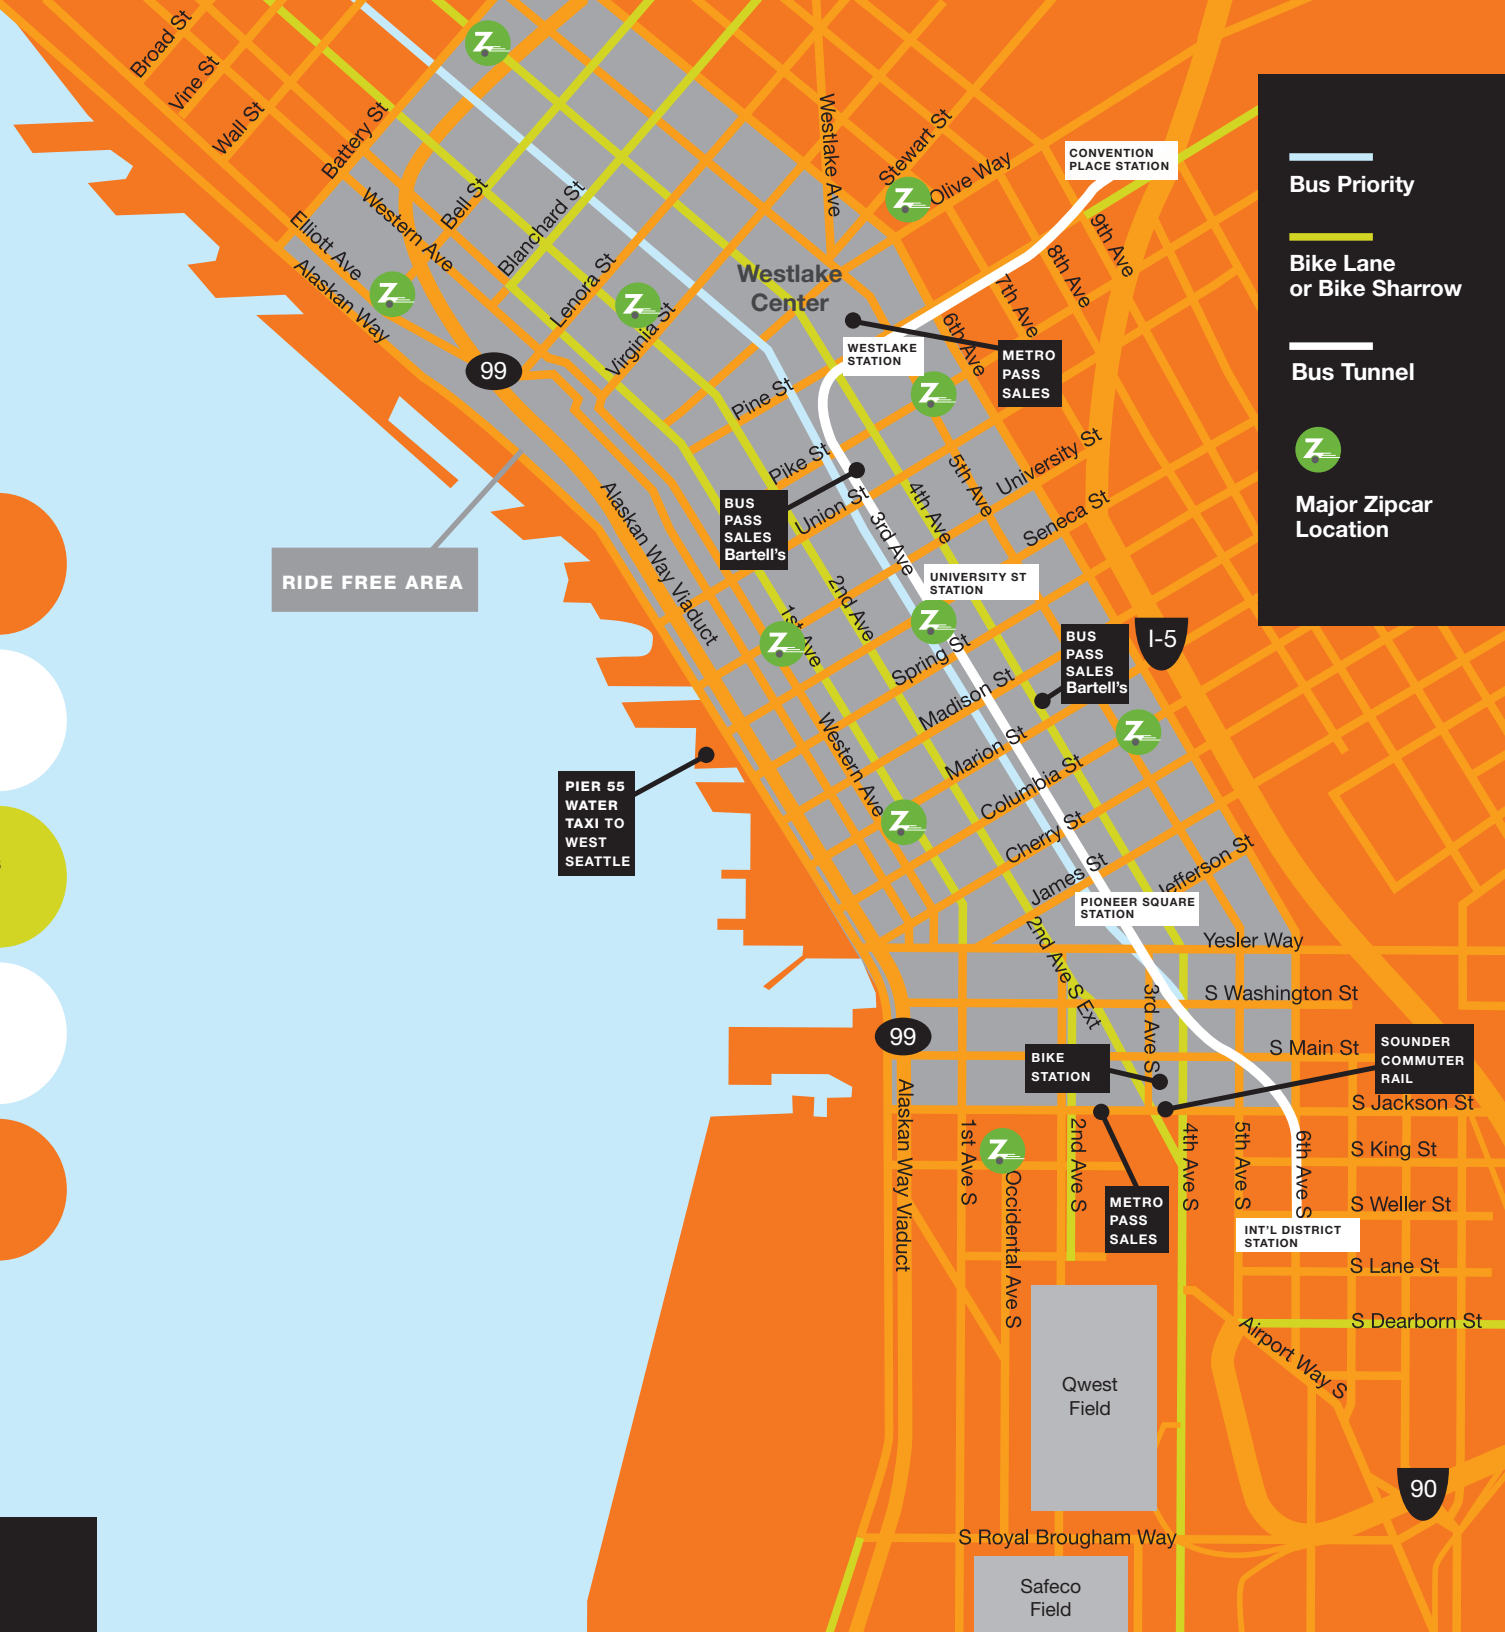 Broad St
Vine St
Wall St
Battery St
Elliott Ave
Alaskan Way
Western Ave
Bell St
Blanchard St
Lenora St
Virginia St
Westlake Ave
Stewart St
Olive Way
CONVENTION
PLACE STATION
9th Ave
8th Ave
7th Ave
6th Ave
Westlake
Center
WESTLAKE
STATION
METRO
PASS
SALES
99
Pine St
Pike St
Union St
University St
Seneca St
5th Ave
4th Ave
3rd Ave
2nd Ave
1st Ave
BUS
PASS
SALES
Bartell's
Alaskan Way Viaduct
RIDE FREE AREA
UNIVERSITY ST
STATION
BUS
PASS
SALES
Bartell's
I-5
Spring St
Madison St
Marion St
Columbia St
Cherry St
James St
Jefferson St
Western Ave
PIER 55
WATER
TAXI TO
WEST
SEATTLE
PIONEER SQUARE
STATION
Yesler Way
2nd Ave S Ext
3rd Ave S
S Washington St
S Main St
99
BIKE
STATION
SOUNDER
COMMUTER
RAIL
S Jackson St
S King St
S Weller St
S Lane St
S Dearborn St
Alaskan Way Viaduct
1st Ave S
Occidental Ave S
2nd Ave S
4th Ave S
5th Ave S
6th Ave S
METRO
PASS
SALES
INT'L DISTRICT
STATION
Airport Way S
Qwest
Field
90
S Royal Brougham Way
Safeco
Field
Bus Priority
Bike Lane
or Bike Sharrow
Bus Tunnel
Z
Major Zipcar
Location